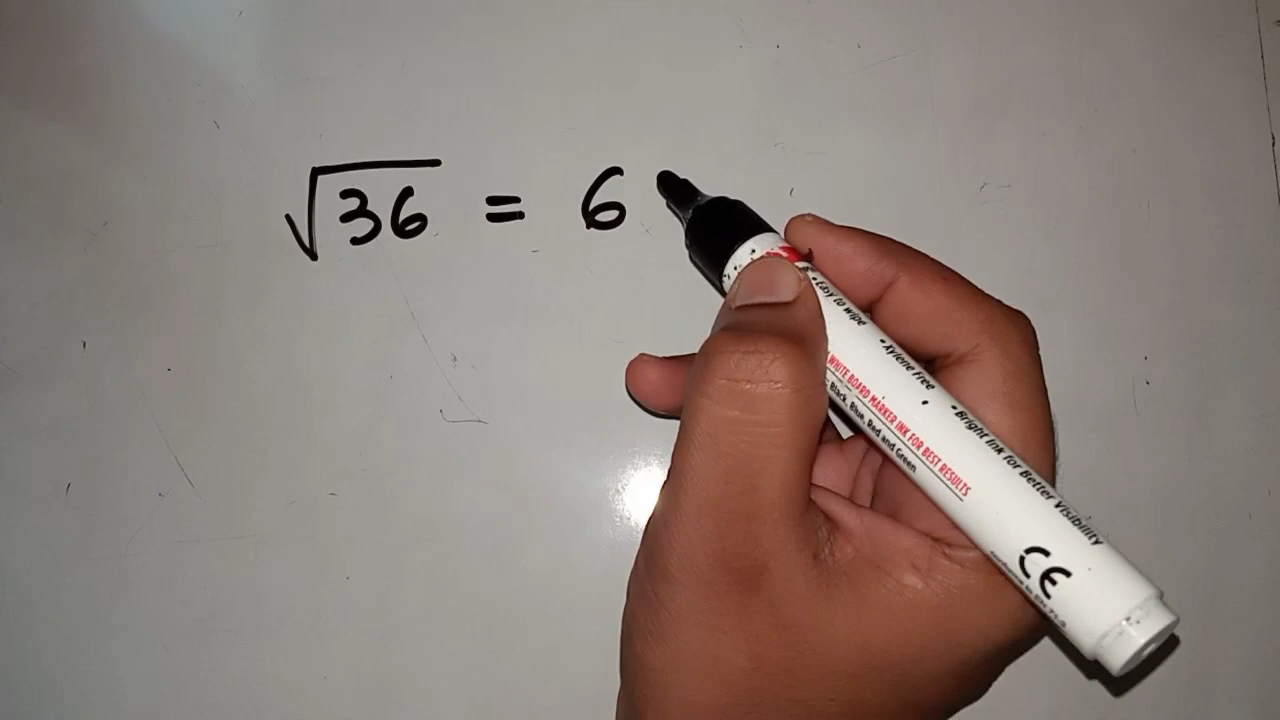 √36 = 6
• Easy to wipe
• Xylene Free
• Bright Ink for Better Visibility
WHITE BOARD MARKER INK FOR BEST RESULTS
Black, Blue, Red and Green
CE